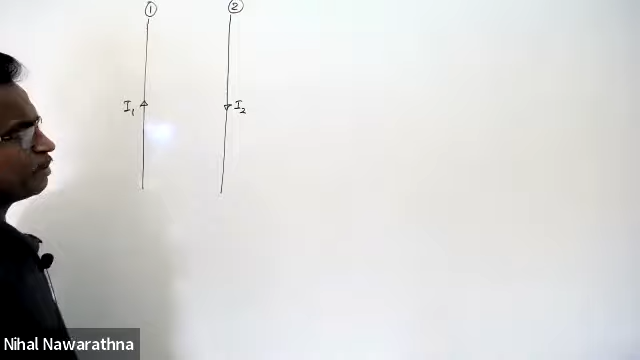 ① ②
I₁ I₂
Nihal Nawarathna